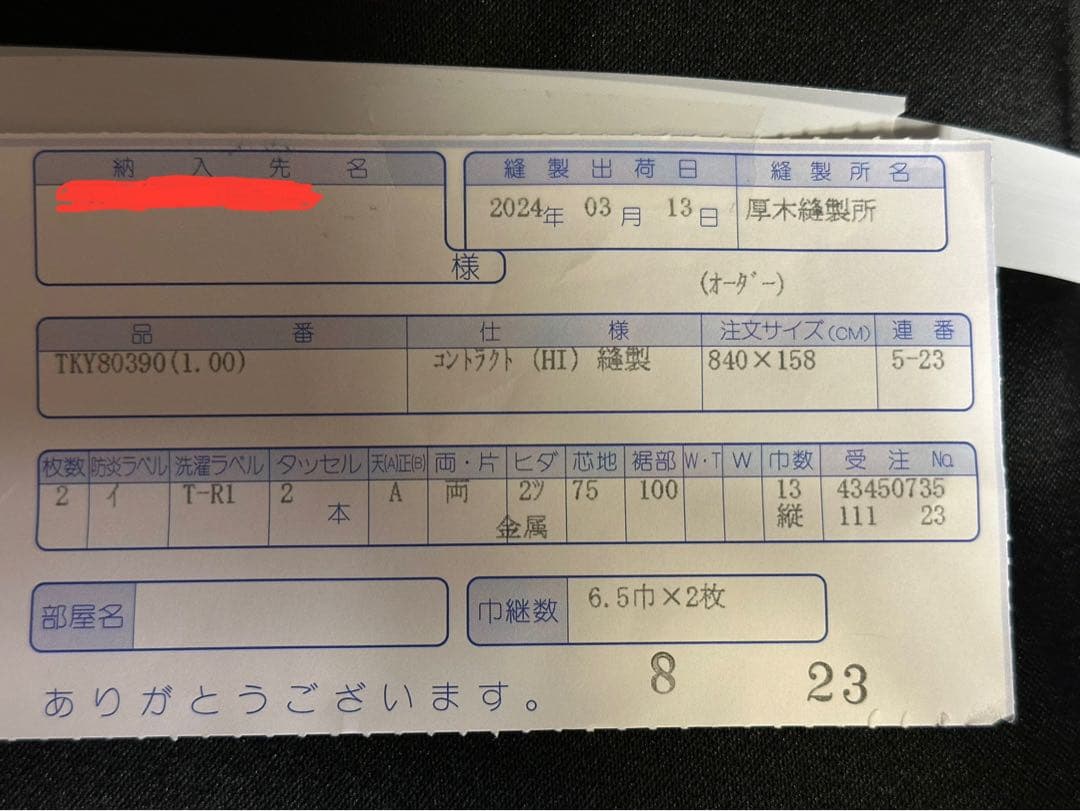 納入先名
様
縫製出荷日 縫製所名
2024年 03月 13日 厚木縫製所
(オーダー)
品番 仕様 注文サイズ(CM) 連番
TKY80390(1.00) コントラクト (HI) 縫製 840×158 5-23
枚数 防炎ラベル 洗濯ラベル タッセル 天(A)正(B) 両・片 ヒダ 芯地 裾部 W・T W 巾数 受注 No.
2 イ T-R1 2本 A 両 2ツ 75 100 13 43450735
金属 縦 111 23
部屋名
巾継数 6.5巾×2枚
8 23
ありがとうございます。